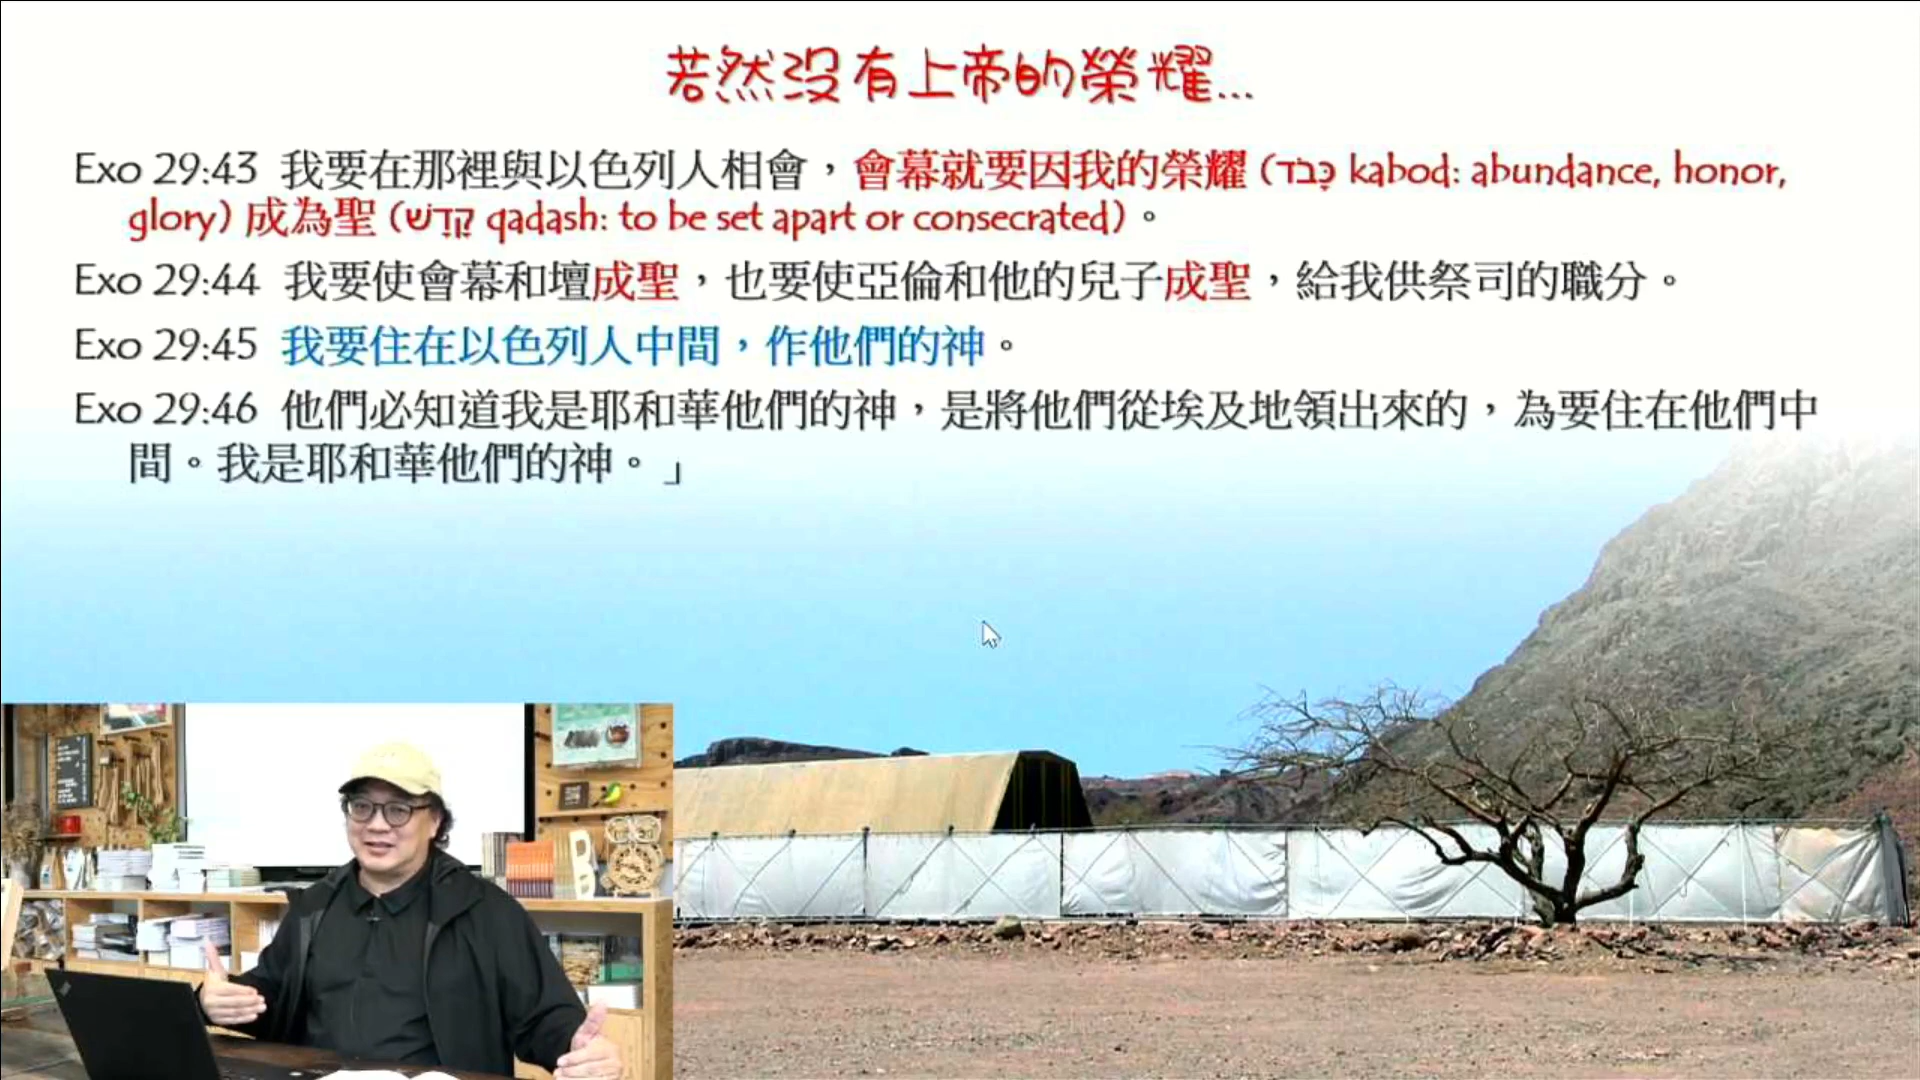 若然沒有上帝的榮耀...
Exo 29:43 我要在那裡與以色列人相會，會幕就要因我的榮耀 (כָּבֹד kabod: abundance, honor,
glory) 成為聖 (קָדַשׁ qadash: to be set apart or consecrated)。
Exo 29:44 我要使會幕和壇成聖，也要使亞倫和他的兒子成聖，給我供祭司的職分。
Exo 29:45 我要住在以色列人中間，作他們的神。
Exo 29:46 他們必知道我是耶和華他們的神，是將他們從埃及地領出來的，為要住在他們中
間。我是耶和華他們的神。」